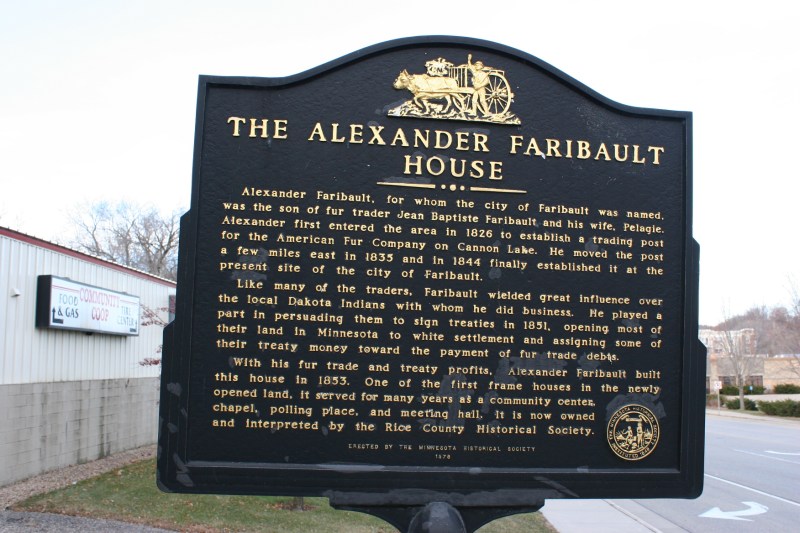 THE ALEXANDER FARIBAULT
HOUSE
Alexander Faribault, for whom the city of Faribault was named,
was the son of fur trader Jean Baptiste Faribault and his wife, Pelagie.
Alexander first entered the area in 1826 to establish a trading post
for the American Fur Company on Cannon Lake. He moved the post
a few miles east in 1835 and in 1844 finally established it at the
present site of the city of Faribault.
Like many of the traders, Faribault wielded great influence over
the local Dakota Indians with whom he did business. He played a
part in persuading them to sign treaties in 1851, opening most of
their land in Minnesota to white settlement and assigning some of
their treaty money toward the payment of fur trade debts.
With his fur trade and treaty profits, Alexander Faribault built
this house in 1853. One of the first frame houses in the newly
opened land, it served for many years as a community center,
chapel, polling place, and meeting hall. It is now owned
and interpreted by the Rice County Historical Society.
ERECTED BY THE MINNESOTA HISTORICAL SOCIETY
COMMUNITY
CO-OP
FOOD
& GAS
CENTER